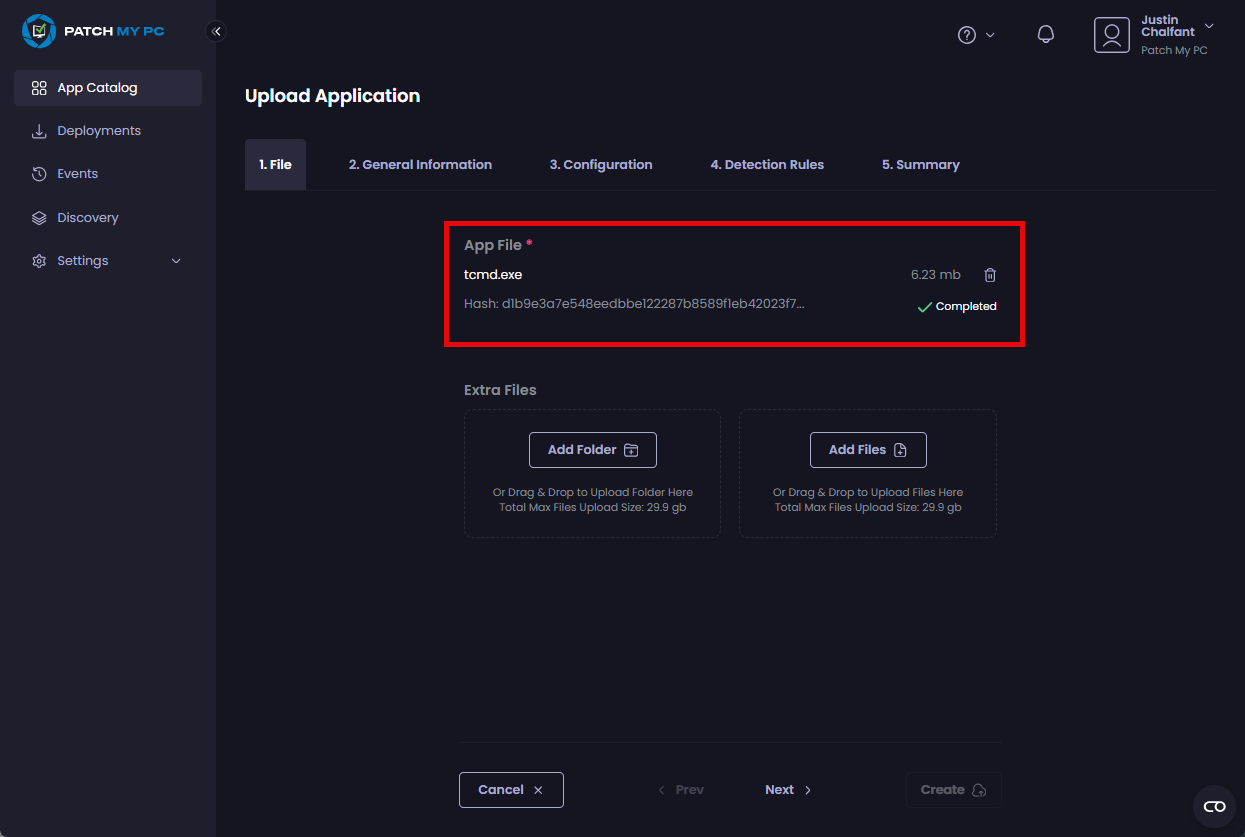 PATCH MY PC
Justin
Chalfant
Patch My PC
App Catalog
Deployments
Events
Discovery
Settings
Upload Application
1. File
2. General Information
3. Configuration
4. Detection Rules
5. Summary
App File *
tcmd.exe
6.23 mb
Hash: d1b9e3a7e548eedbbe122287b8589f1eb42023f7...
Completed
Extra Files
Add Folder
Or Drag & Drop to Upload Folder Here
Total Max Files Upload Size: 29.9 gb
Add Files
Or Drag & Drop to Upload Files Here
Total Max Files Upload Size: 29.9 gb
Cancel
Prev
Next
Create